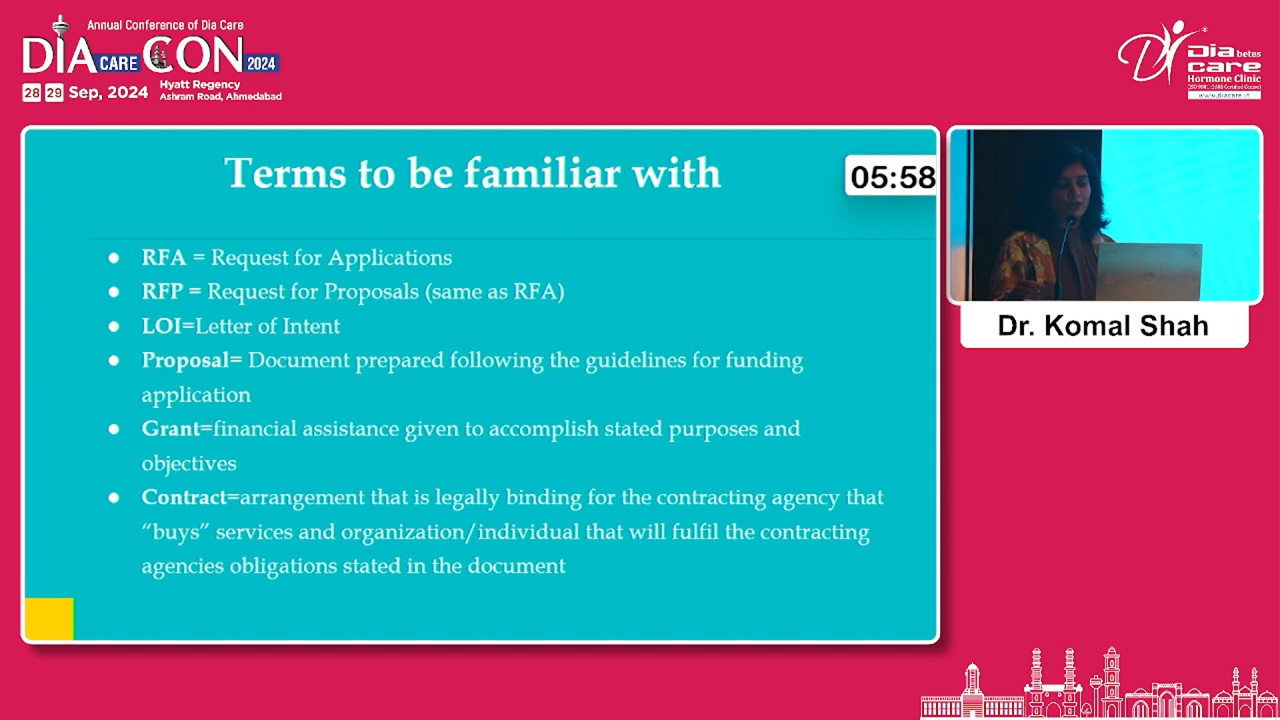 Annual Conference of Dia Care
DIA CARE CON 2024
28 29 Sep, 2024
Hyatt Regency
Ashram Road, Ahmedabad
Diabetes
care
Hormone Clinic
www.diacare.in
Terms to be familiar with
05:58
● RFA = Request for Applications
● RFP = Request for Proposals (same as RFA)
● LOI=Letter of Intent
● Proposal= Document prepared following the guidelines for funding
application
● Grant=financial assistance given to accomplish stated purposes and
objectives
● Contract=arrangement that is legally binding for the contracting agency that
“buys” services and organization/individual that will fulfil the contracting
agencies obligations stated in the document
Dr. Komal Shah